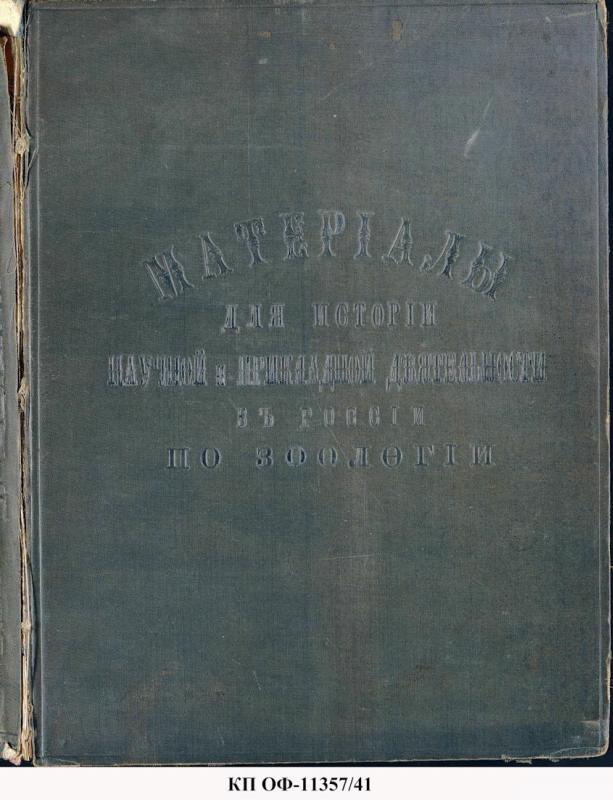 МАТЕРІАЛЫ
ДЛЯ ИСТОРІИ
НАУЧНОЙ и ПРИКЛАДНОЙ ДѢЯТЕЛЬНОСТИ
ВЪ РОССІИ
ПО ЗООЛОГІИ
КП ОФ-11357/41